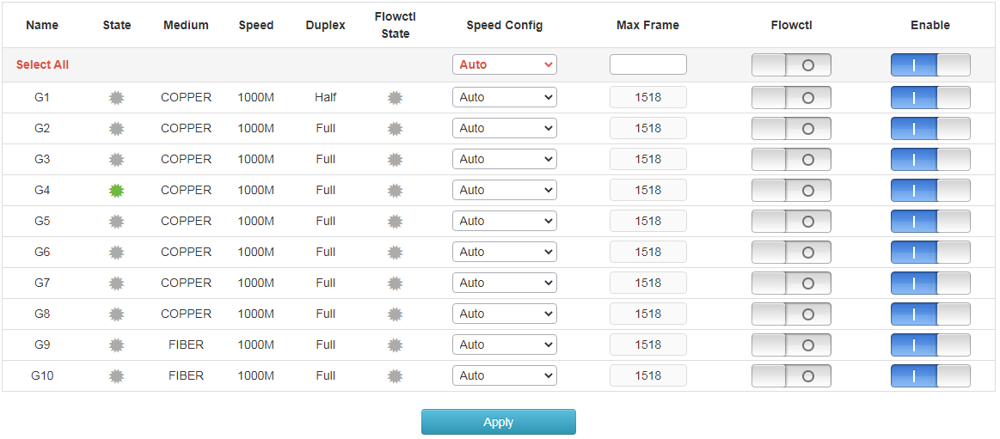 Name State Medium Speed Duplex Flowctl State Speed Config Max Frame Flowctl Enable
Select All Auto
G1 COPPER 1000M Half Auto 1518
G2 COPPER 1000M Full Auto 1518
G3 COPPER 1000M Full Auto 1518
G4 COPPER 1000M Full Auto 1518
G5 COPPER 1000M Full Auto 1518
G6 COPPER 1000M Full Auto 1518
G7 COPPER 1000M Full Auto 1518
G8 COPPER 1000M Full Auto 1518
G9 FIBER 1000M Full Auto 1518
G10 FIBER 1000M Full Auto 1518
Apply